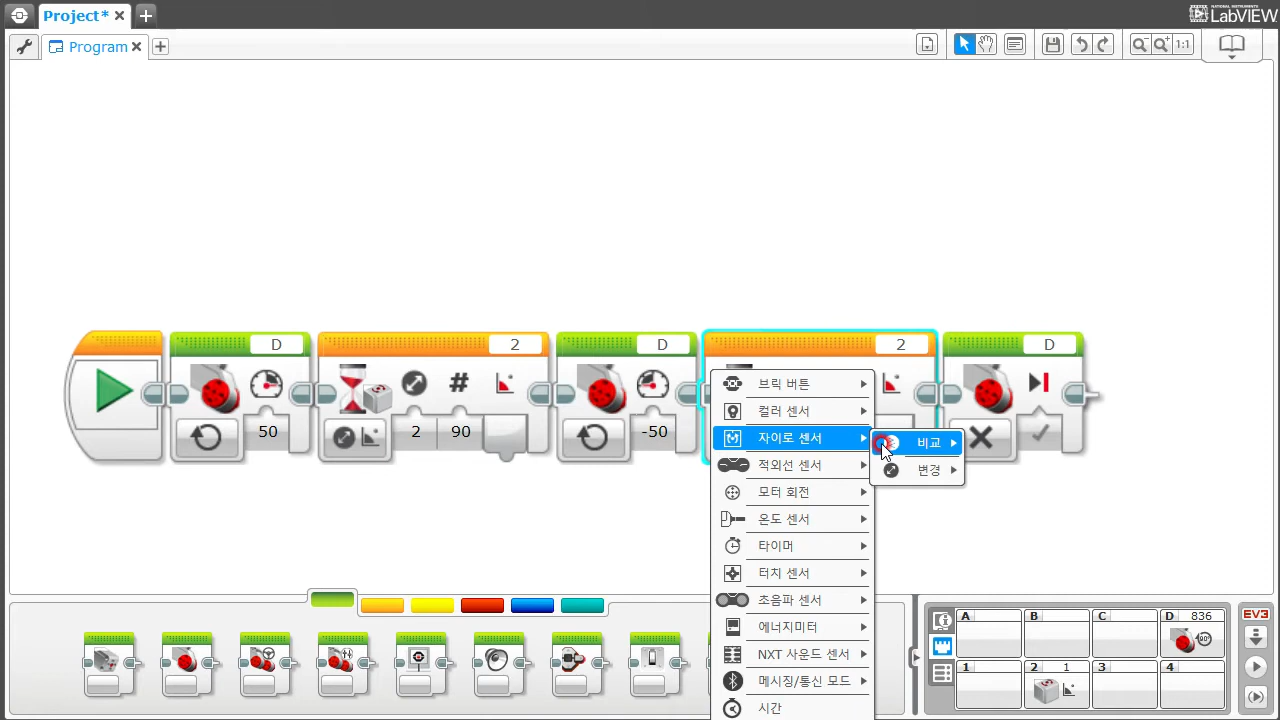 Project*
NATIONAL INSTRUMENTS
LabVIEW
Program
1:1
D
2
D
2
D
50
2
90
-50
브릭 버튼
컬러 센서
자이로 센서
적외선 센서
모터 회전
온도 센서
타이머
터치 센서
초음파 센서
에너지미터
NXT 사운드 센서
메시징/통신 모드
시간
비교
변경
A
B
C
D 836
1
2 1
3
4
EV3